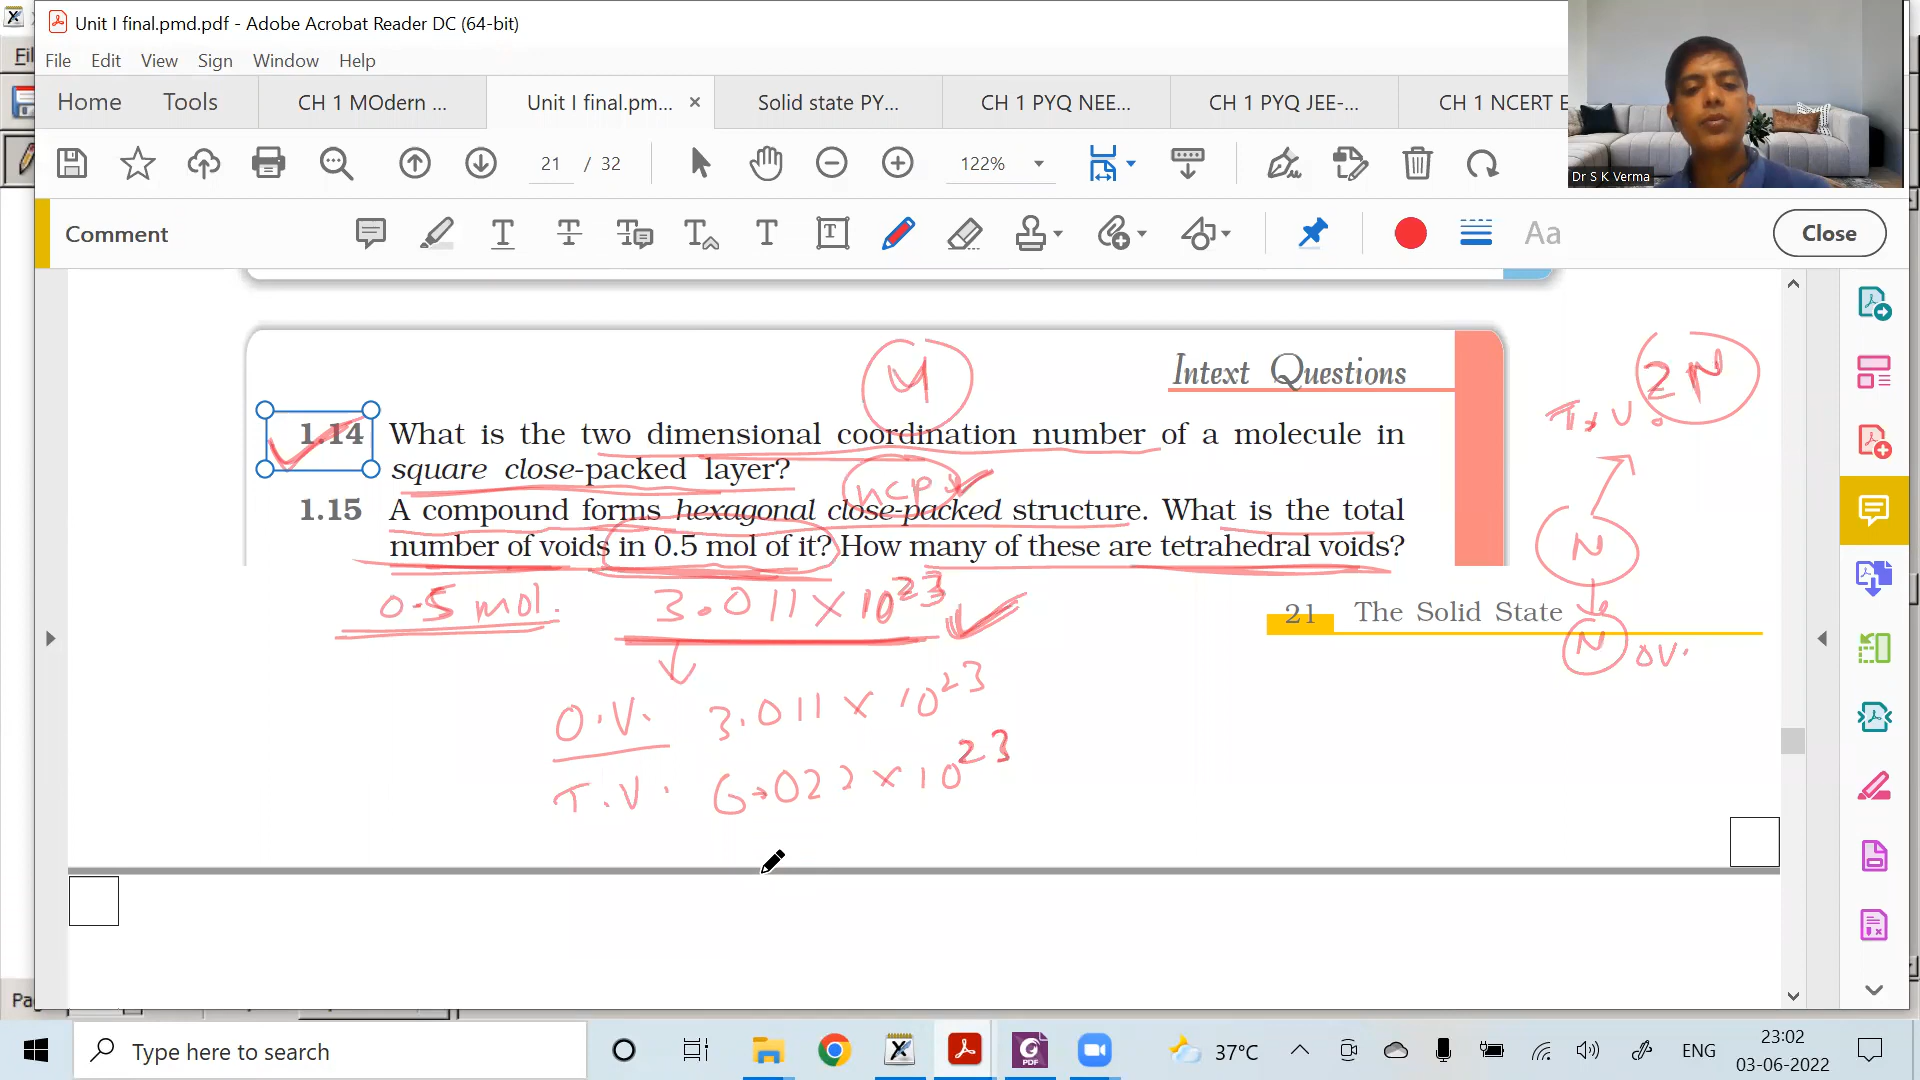 Unit I final.pmd.pdf - Adobe Acrobat Reader DC (64-bit)
File Edit View Sign Window Help
Home Tools CH 1 MOdern ... Unit I final.pm... × Solid state PY... CH 1 PYQ NEE... CH 1 PYQ JEE-... CH 1 NCERT E
21 / 32 122%
Dr S K Verma
Comment Aa Close
Intext Questions
4
2N
T.V.
1.14 What is the two dimensional coordination number of a molecule in
square close-packed layer?
hcp
1.15 A compound forms hexagonal close-packed structure. What is the total
number of voids in 0.5 mol of it? How many of these are tetrahedral voids?
N
0.5 mol. 3.011 × 10²³
21 The Solid State
N O.V.
O.V. 3.011 × 10²³
T.V. 6.022 × 10²³
Type here to search
37°C
ENG
23:02
03-06-2022